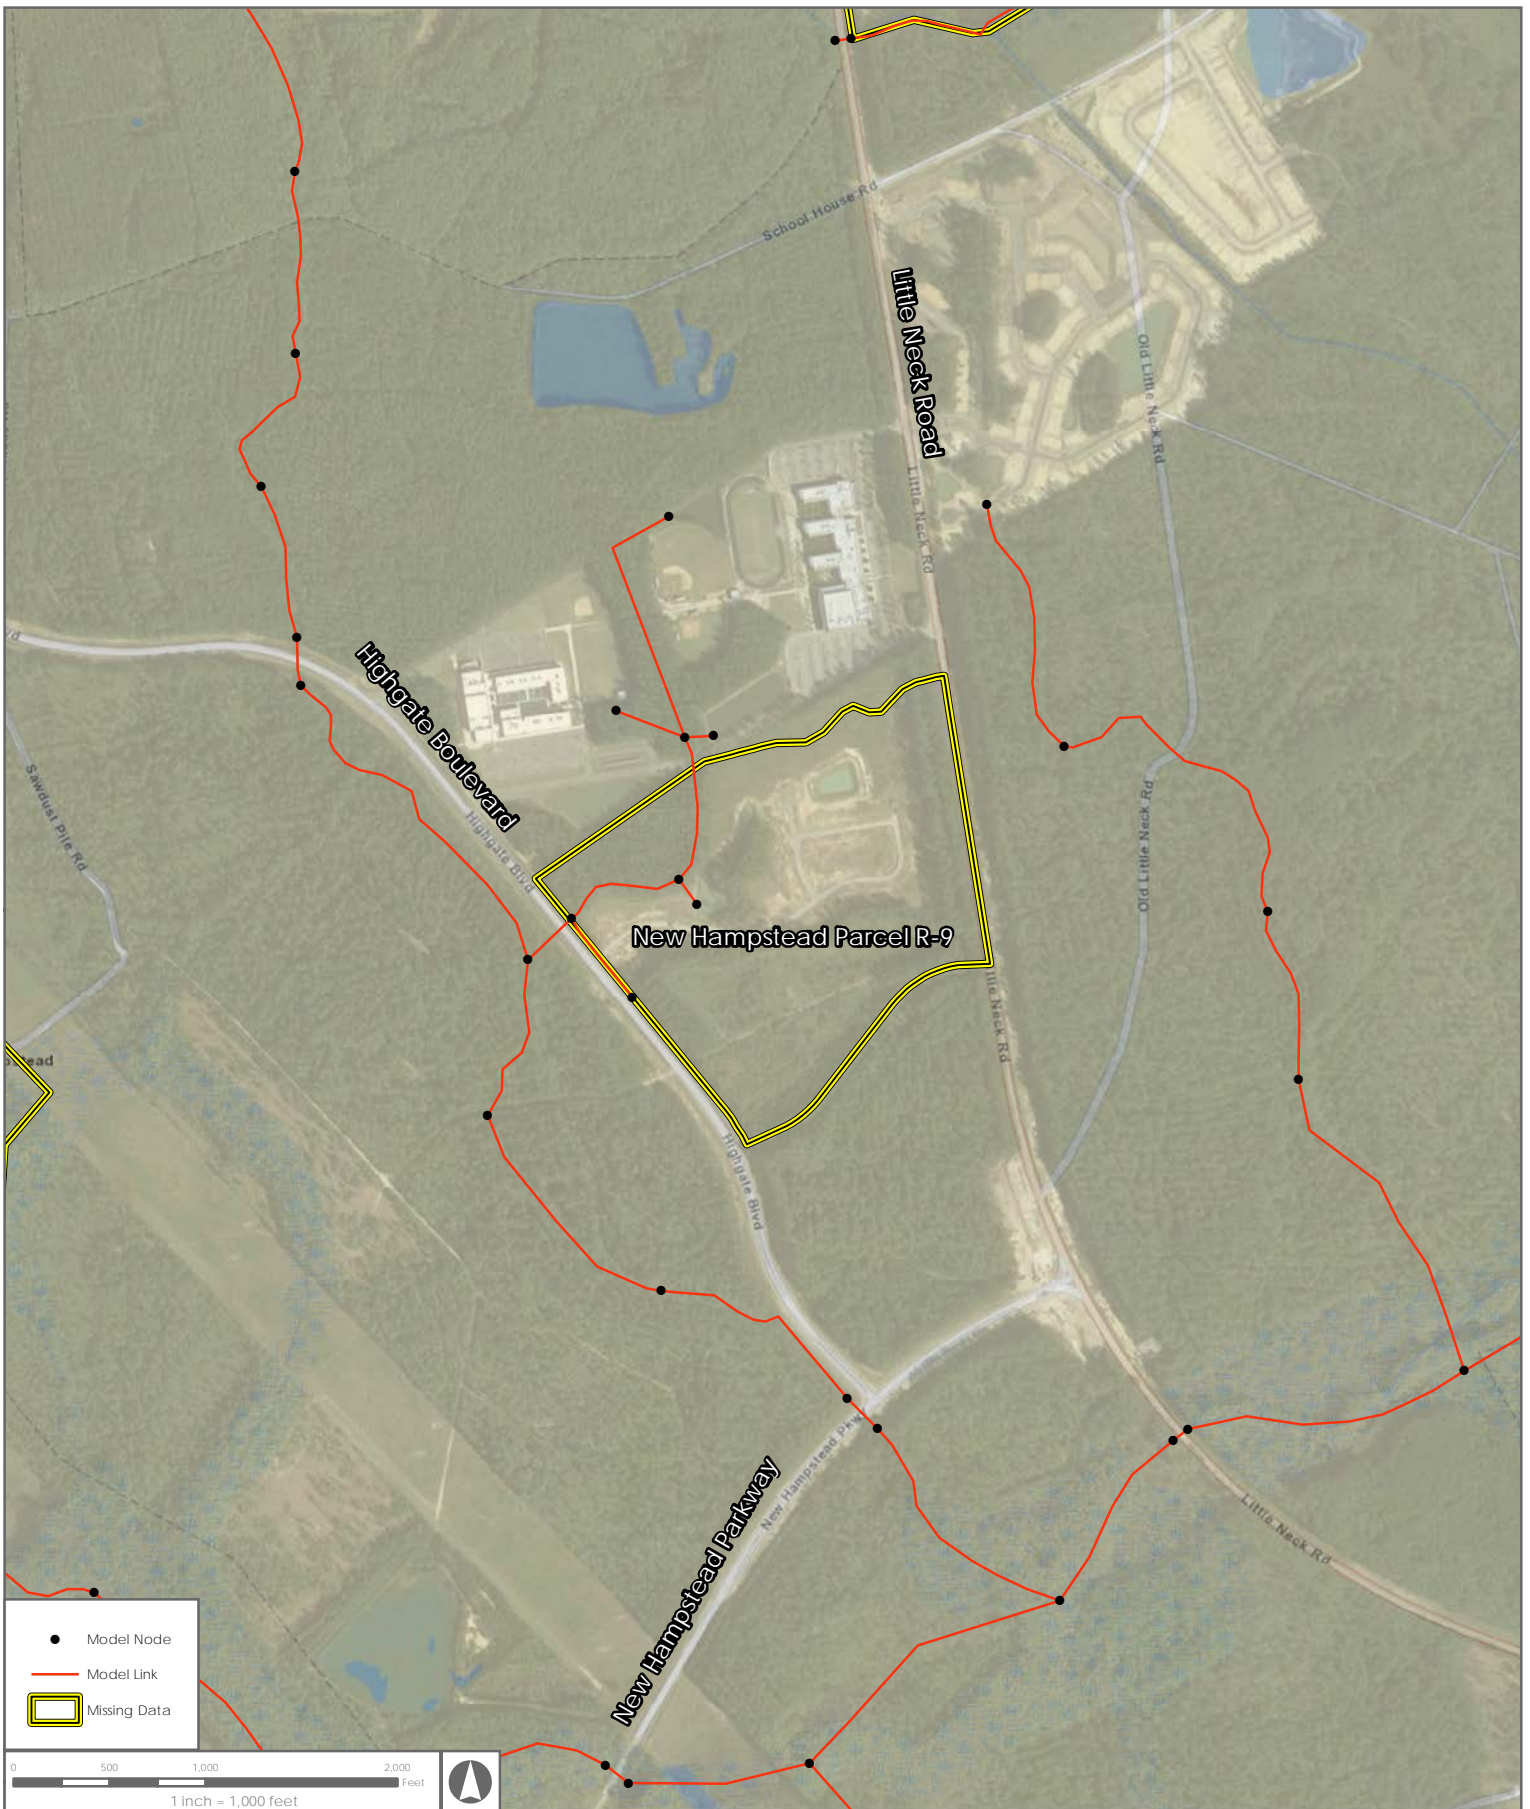 School House Rd
Little Neck Road
Old Little Neck Rd
Little Neck Rd
Highgate Boulevard
Sawdust Pile Rd
Highgate Blvd
Old Little Neck Rd
New Hampstead Parcel R-9
Neck Rd
Highgate Blvd
New Hampstead Pkwy
New Hampstead Parkway
Little Neck Rd
Model Node
Model Link
Missing Data
0 500 1,000 2,000
Feet
1 inch = 1,000 feet